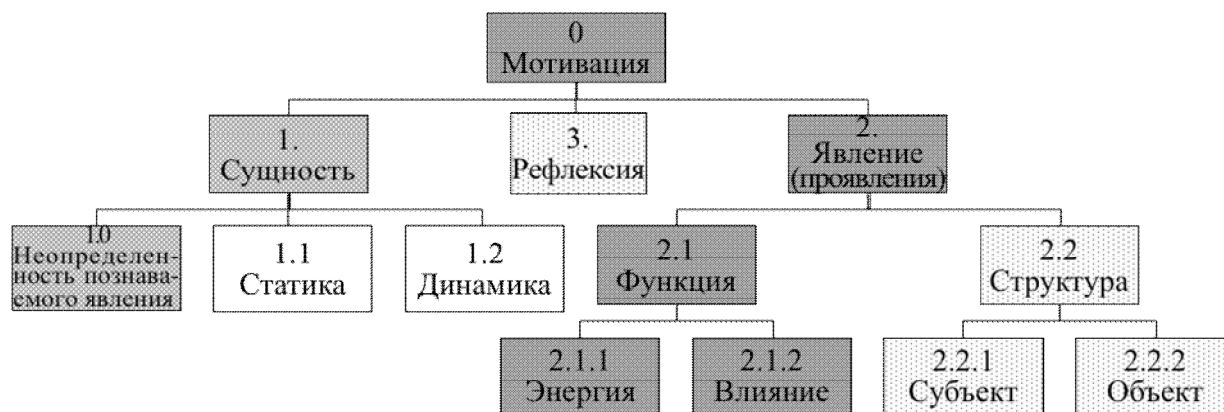 0
Мотивация
1.
Сущность
3.
Рефлексия
2.
Явление
(проявления)
1.0
Неопределен-
ность познава-
емого явления
1.1
Статика
1.2
Динамика
2.1
Функция
2.2
Структура
2.1.1
Энергия
2.1.2
Влияние
2.2.1
Субъект
2.2.2
Объект